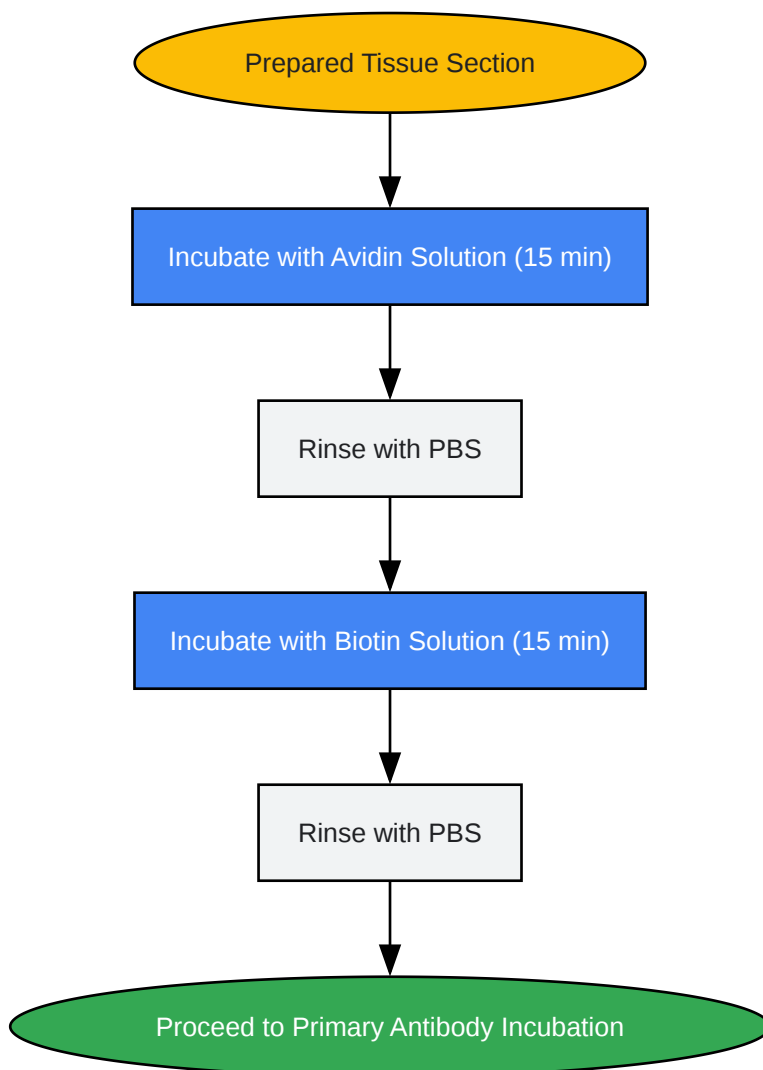 Prepared Tissue Section
Incubate with Avidin Solution (15 min)
Rinse with PBS
Incubate with Biotin Solution (15 min)
Rinse with PBS
Proceed to Primary Antibody Incubation